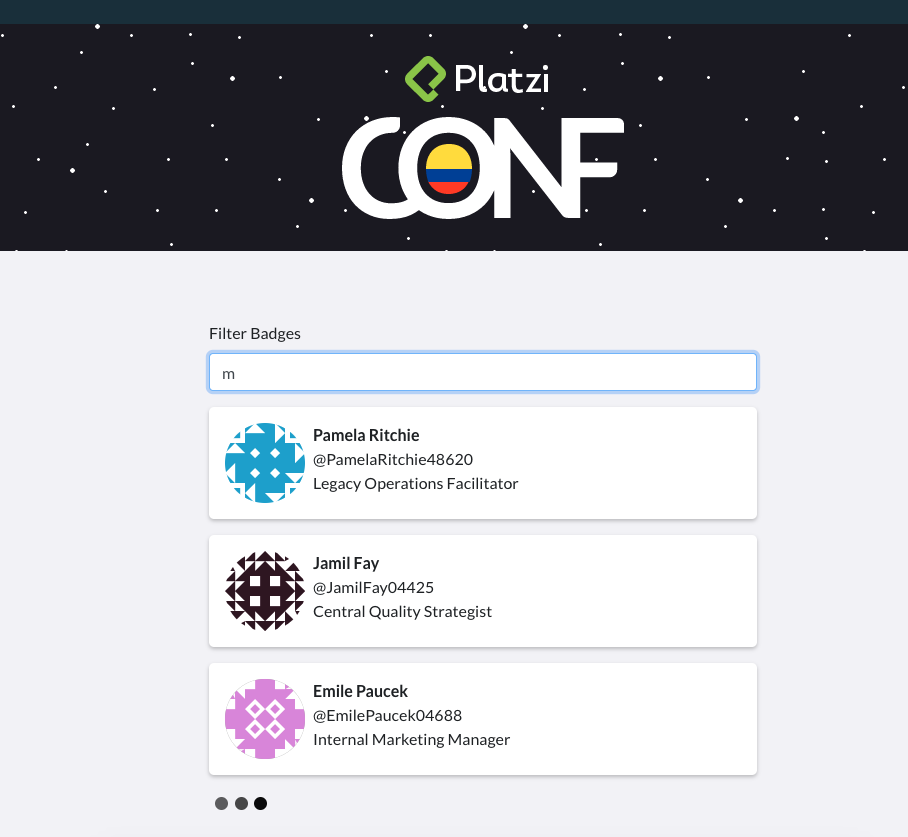 Platzi
CONF
Filter Badges
m
Pamela Ritchie
@PamelaRitchie48620
Legacy Operations Facilitator
Jamil Fay
@JamilFay04425
Central Quality Strategist
Emile Paucek
@EmilePaucek04688
Internal Marketing Manager